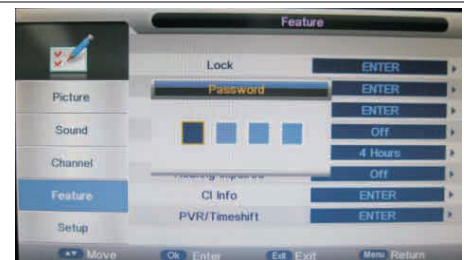 Feature
Lock ENTER
Password ENTER
Picture
ENTER
Sound
Off
Channel
4 Hours
Impaired Off
Feature
CI Info ENTER
PVR/Timeshift ENTER
Setup
Move Ok Enter Exit Exit Menu Return